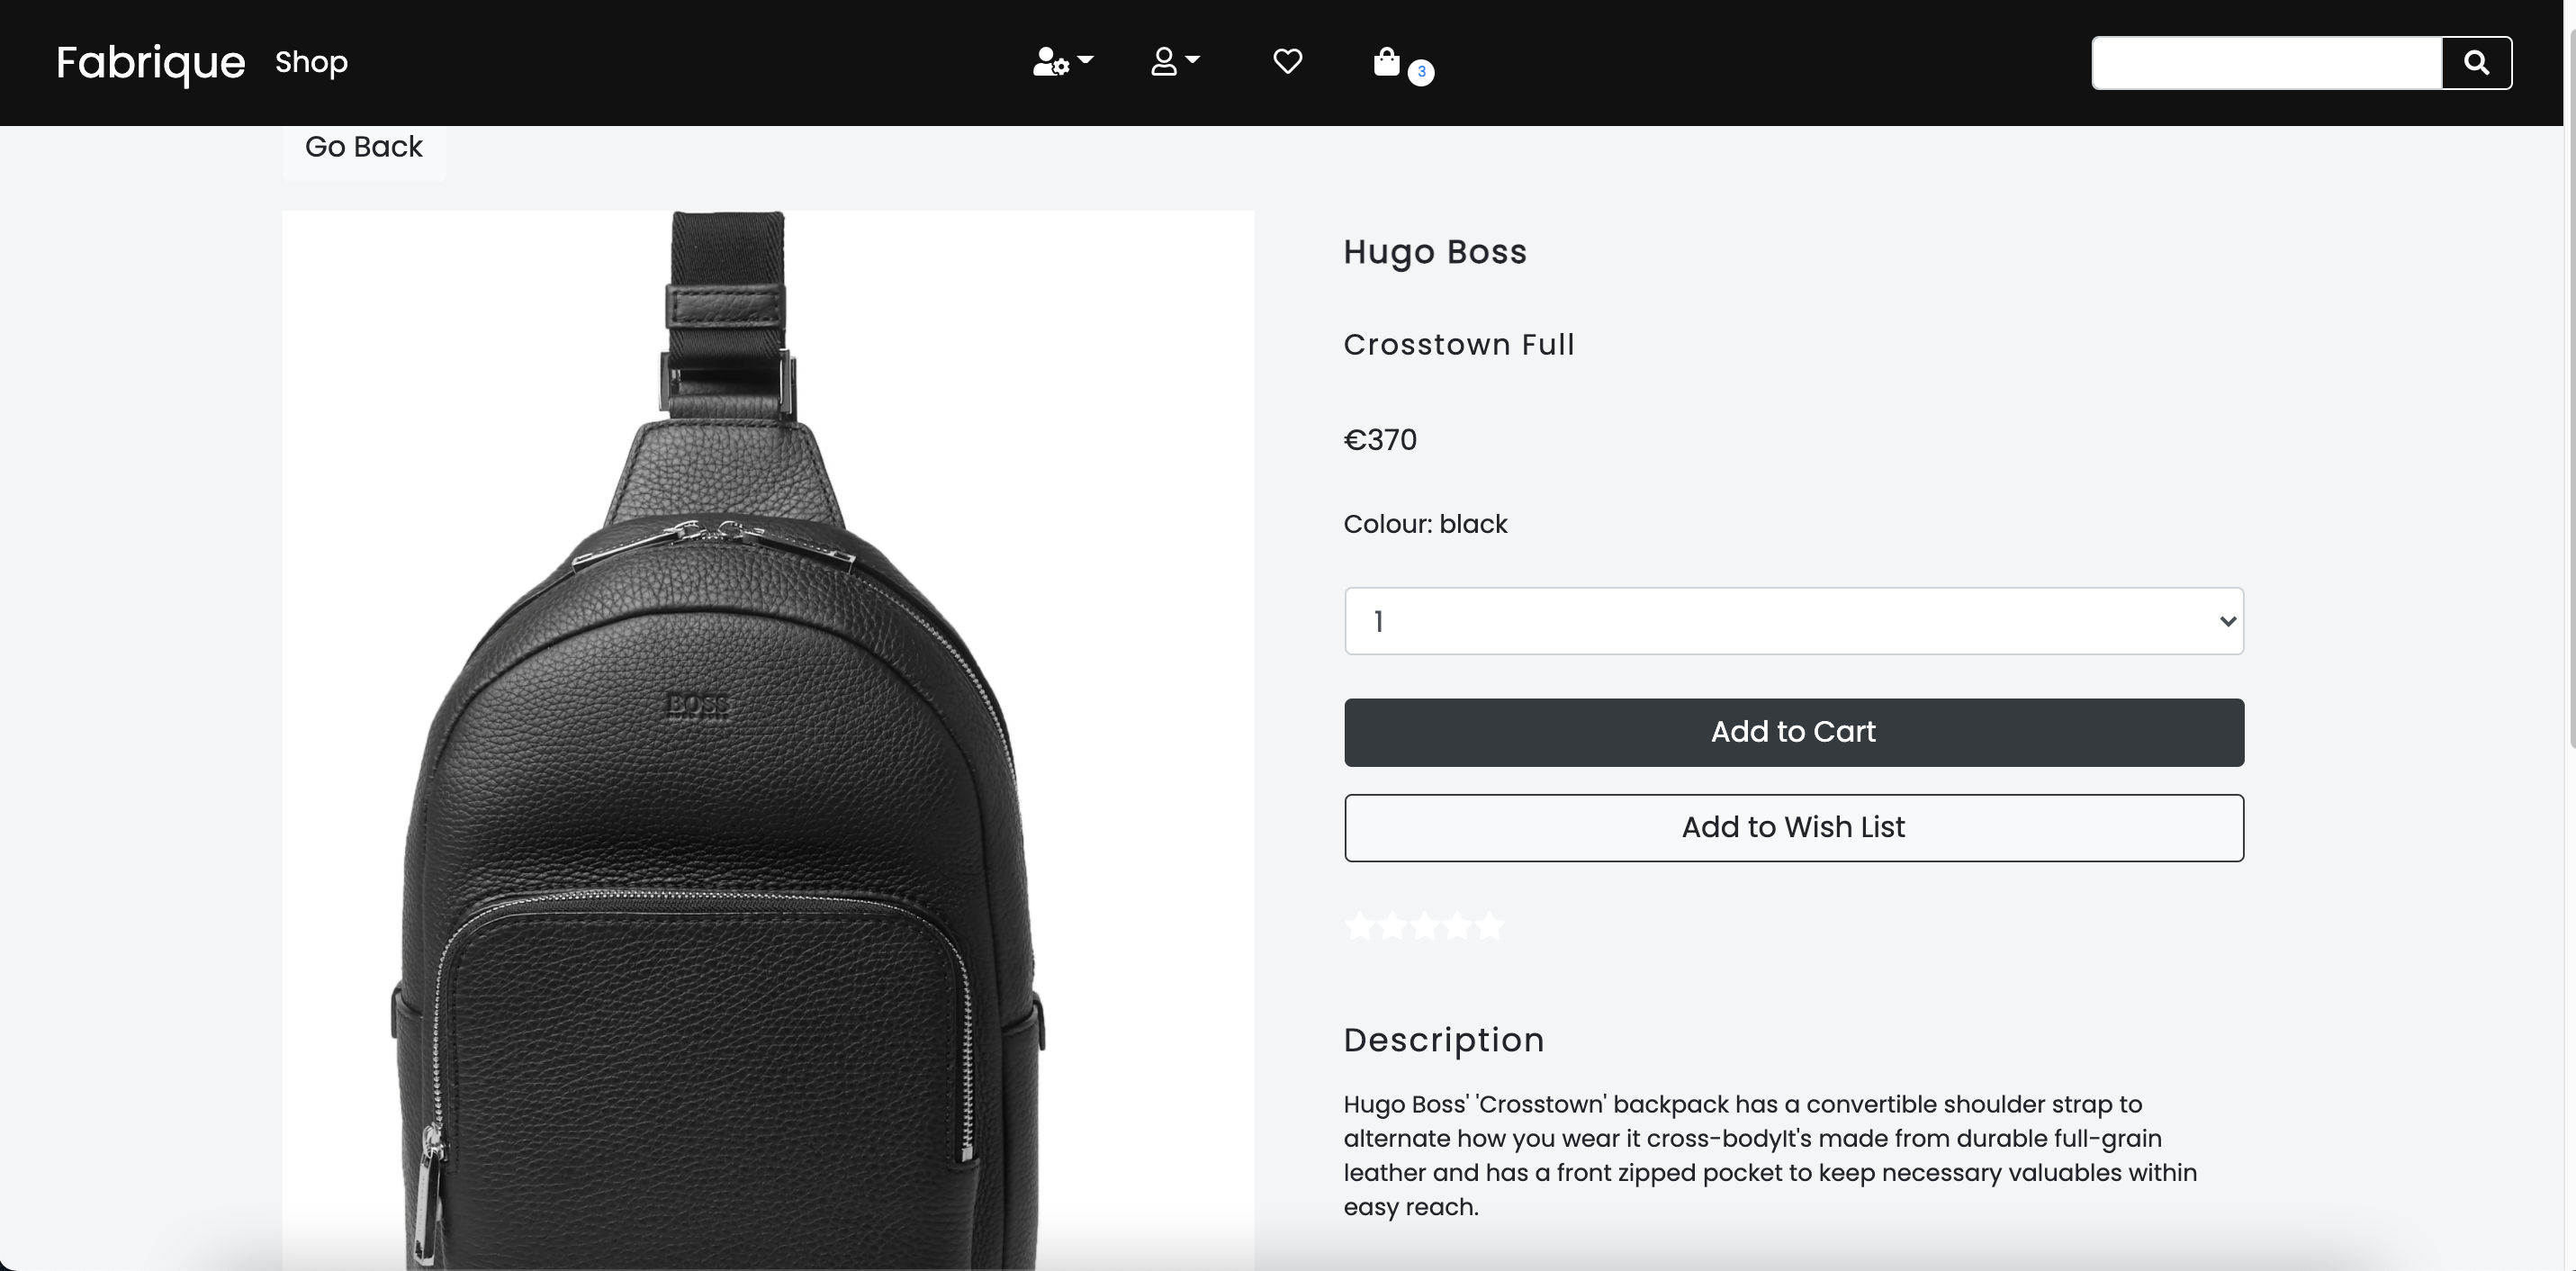 Fabrique Shop
3
Go Back
Hugo Boss
Crosstown Full
€370
Colour: black
1
Add to Cart
Add to Wish List
BOSS
Description
Hugo Boss' 'Crosstown' backpack has a convertible shoulder strap to
alternate how you wear it cross-bodyIt's made from durable full-grain
leather and has a front zipped pocket to keep necessary valuables within
easy reach.